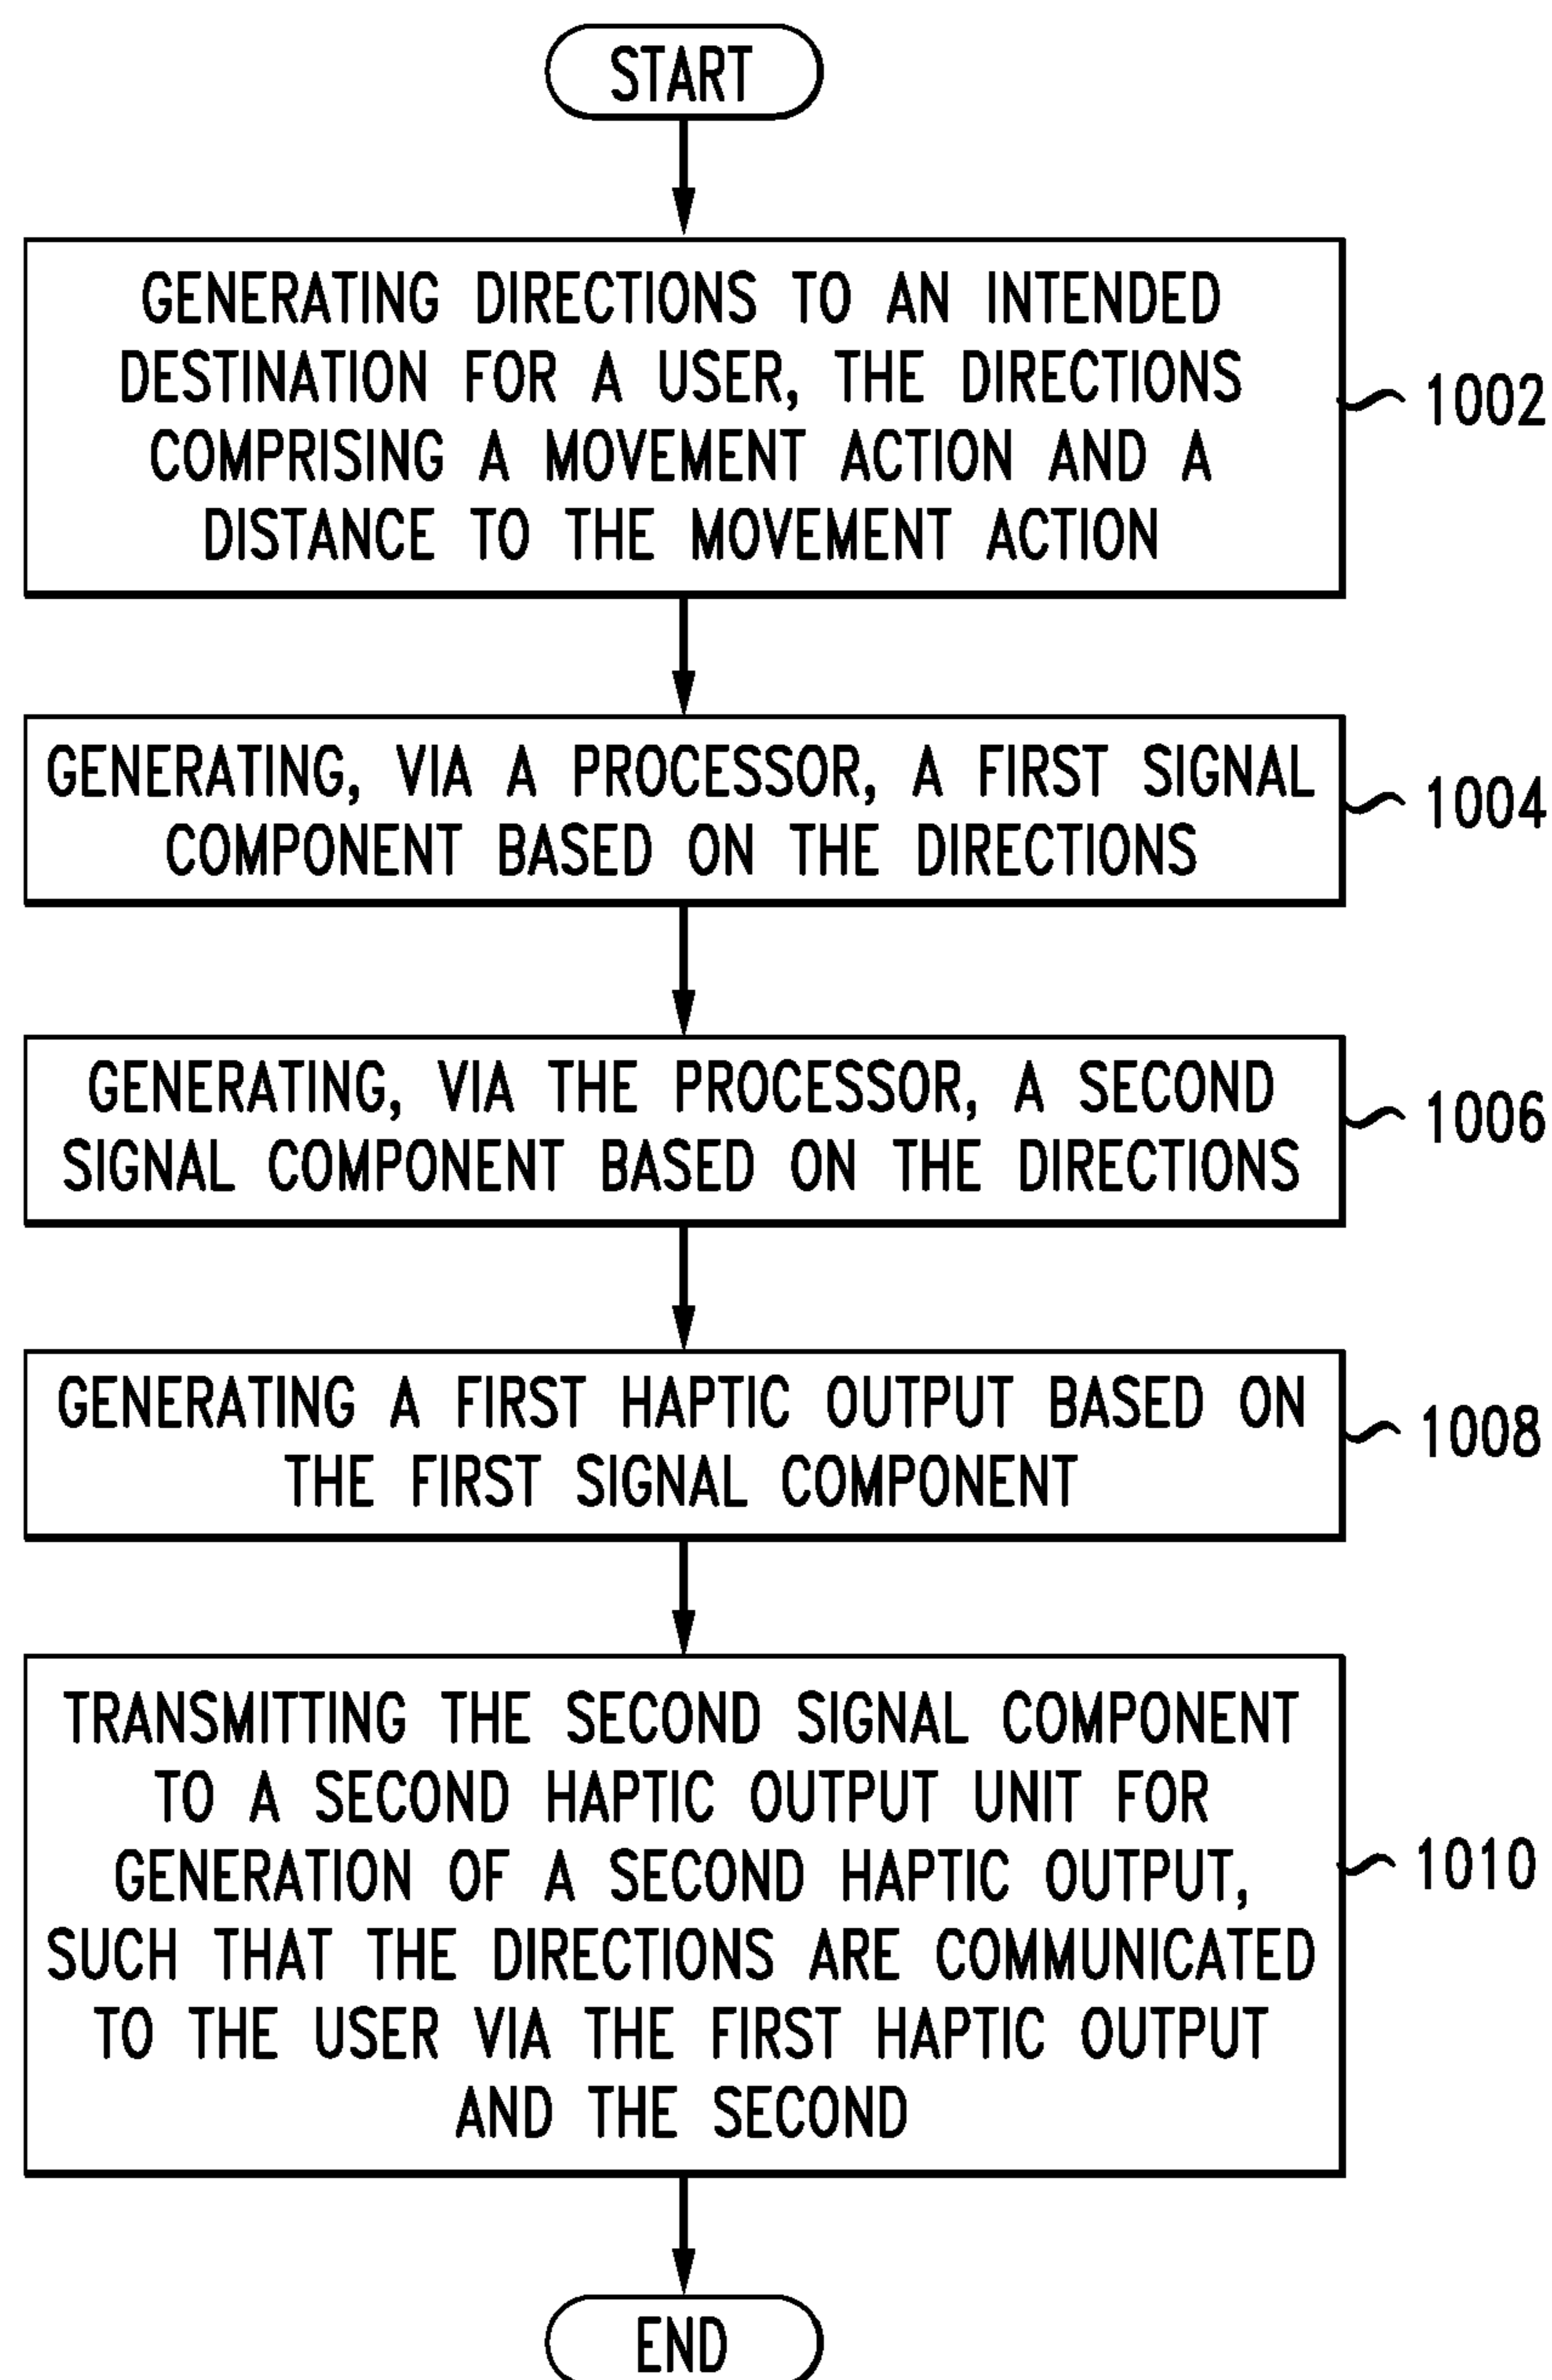 START
GENERATING DIRECTIONS TO AN INTENDED
DESTINATION FOR A USER, THE DIRECTIONS
COMPRISING A MOVEMENT ACTION AND A
DISTANCE TO THE MOVEMENT ACTION
1002
GENERATING, VIA A PROCESSOR, A FIRST SIGNAL
COMPONENT BASED ON THE DIRECTIONS
1004
GENERATING, VIA THE PROCESSOR, A SECOND
SIGNAL COMPONENT BASED ON THE DIRECTIONS
1006
GENERATING A FIRST HAPTIC OUTPUT BASED ON
THE FIRST SIGNAL COMPONENT
1008
TRANSMITTING THE SECOND SIGNAL COMPONENT
TO A SECOND HAPTIC OUTPUT UNIT FOR
GENERATION OF A SECOND HAPTIC OUTPUT,
SUCH THAT THE DIRECTIONS ARE COMMUNICATED
TO THE USER VIA THE FIRST HAPTIC OUTPUT
AND THE SECOND
1010
END